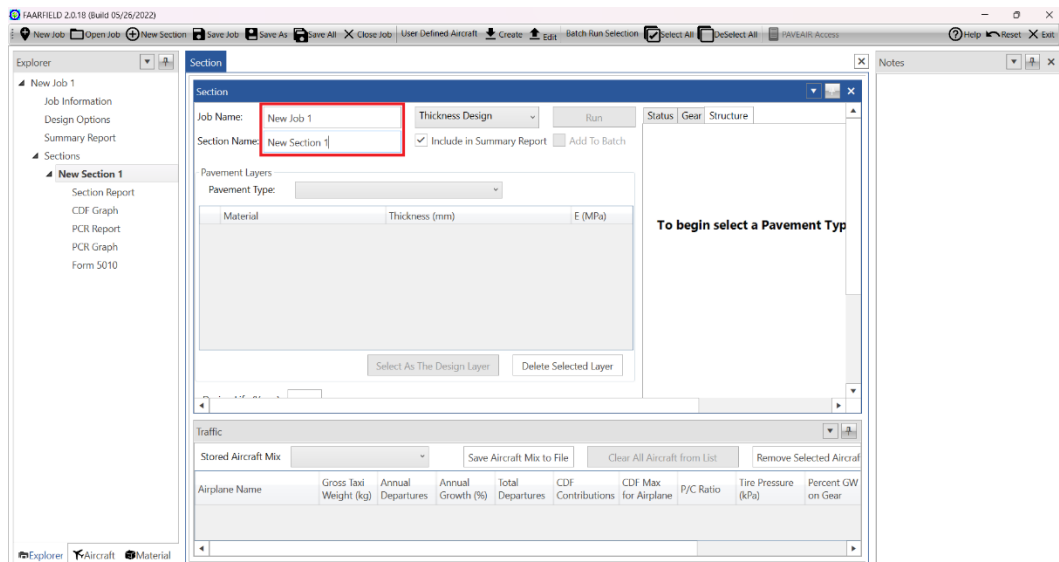 FAARFIELD 2.0.18 (Build 05/26/2022)
New Job Open Job New Section Save Job Save As Save All Close Job User Defined Aircraft Create Edit Batch Run Selection Select All DeSelect All PAVEAIR Access Help Reset Exit
Explorer
New Job 1
Job Information
Design Options
Summary Report
Sections
New Section 1
Section Report
CDF Graph
PCR Report
PCR Graph
Form 5010
Explorer Aircraft Material
Section
Section
Job Name: New Job 1 Thickness Design Run
Section Name: New Section 1 Include in Summary Report Add To Batch
Pavement Layers
Pavement Type:
Material Thickness (mm) E (MPa)
Select As The Design Layer Delete Selected Layer
Status Gear Structure
To begin select a Pavement Typ
Traffic
Stored Aircraft Mix Save Aircraft Mix to File Clear All Aircraft from List Remove Selected Aircraf
Airplane Name
Gross Taxi
Weight (kg)
Annual
Departures
Annual
Growth (%)
Total
Departures
CDF
Contributions
CDF Max
for Airplane
P/C Ratio
Tire Pressure
(kPa)
Percent GW
on Gear
Notes